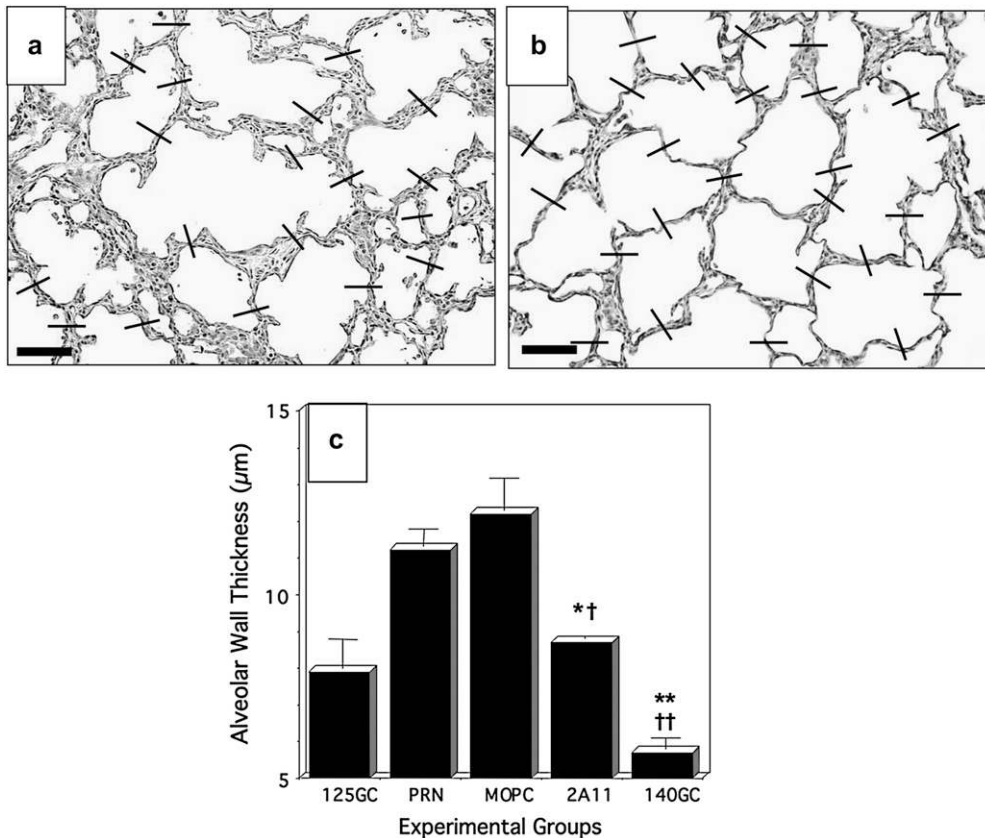 a
b
c
15
10
5
Alveolar Wall Thickness (µm)
*†
**
††
125GC PRN MOPC 2A11 140GC
Experimental Groups